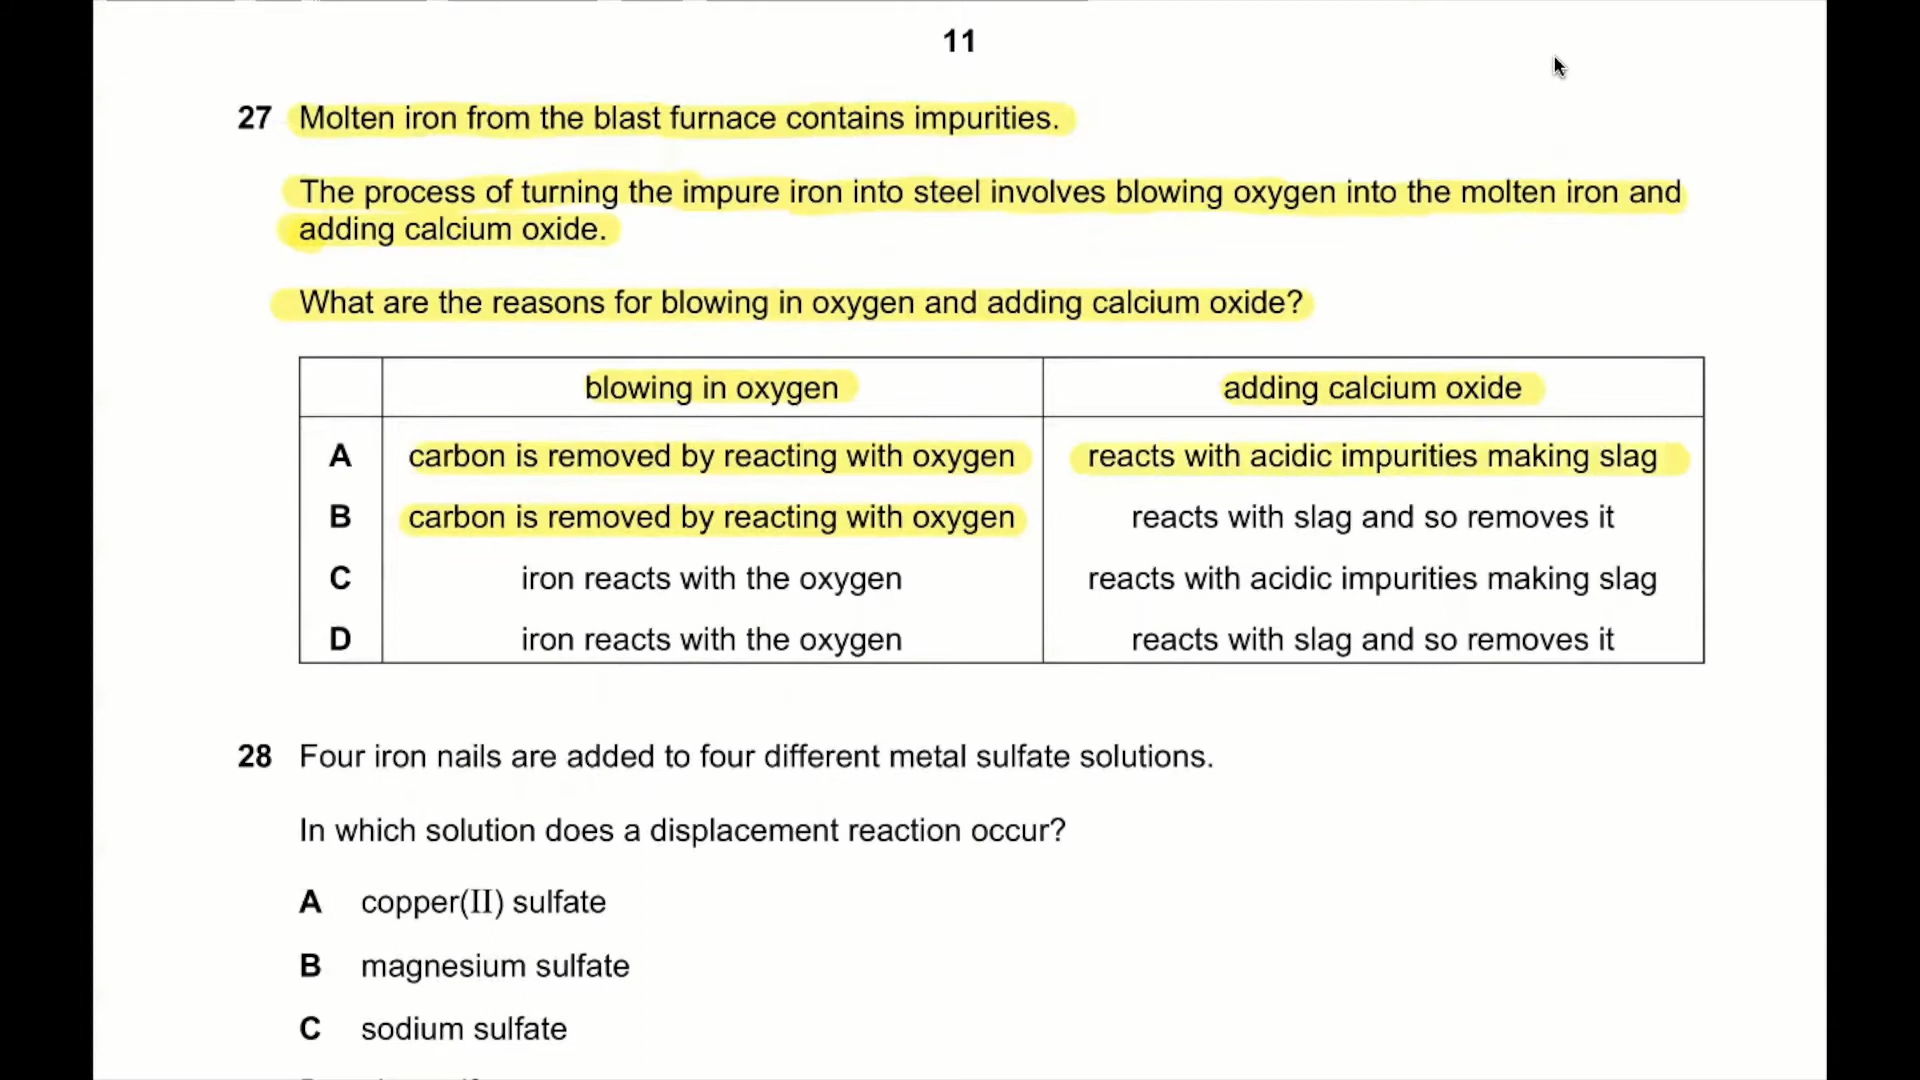 11
27 Molten iron from the blast furnace contains impurities.
The process of turning the impure iron into steel involves blowing oxygen into the molten iron and
adding calcium oxide.
What are the reasons for blowing in oxygen and adding calcium oxide?
blowing in oxygen adding calcium oxide
A carbon is removed by reacting with oxygen reacts with acidic impurities making slag
B carbon is removed by reacting with oxygen reacts with slag and so removes it
C iron reacts with the oxygen reacts with acidic impurities making slag
D iron reacts with the oxygen reacts with slag and so removes it
28 Four iron nails are added to four different metal sulfate solutions.
In which solution does a displacement reaction occur?
A copper(II) sulfate
B magnesium sulfate
C sodium sulfate